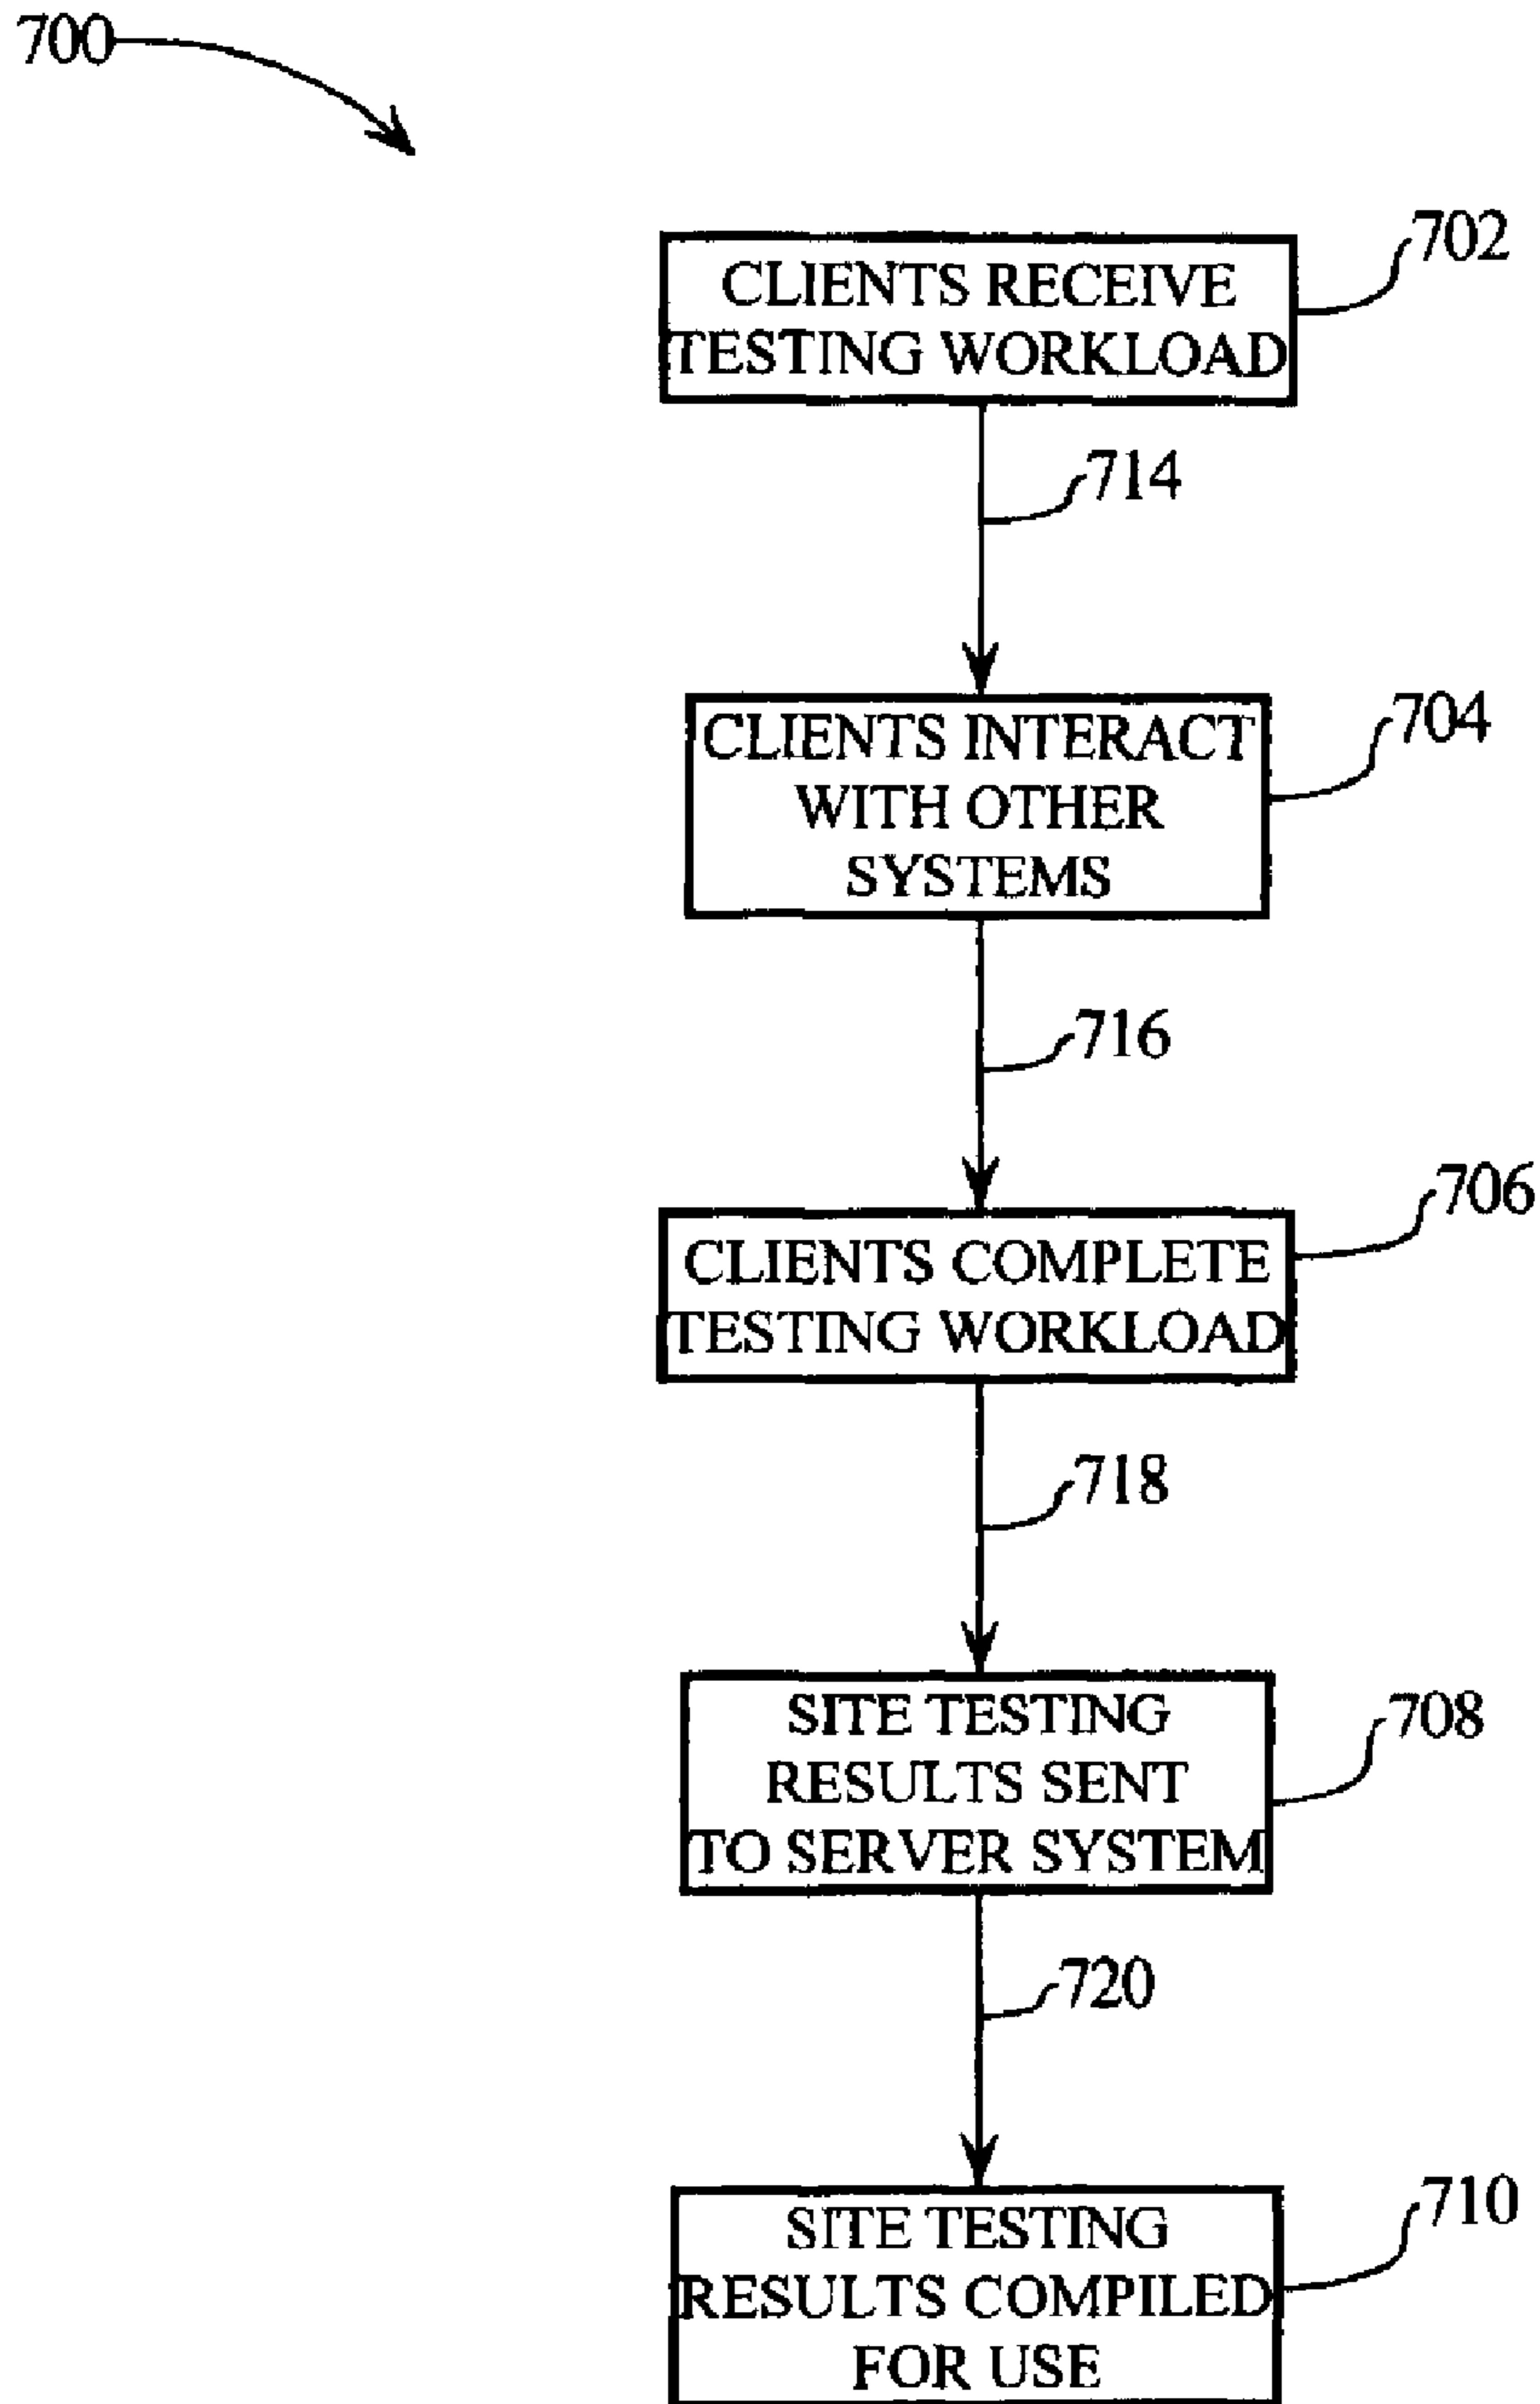 700
702
CLIENTS RECEIVE
TESTING WORKLOAD
714
704
CLIENTS INTERACT
WITH OTHER
SYSTEMS
716
706
CLIENTS COMPLETE
TESTING WORKLOAD
718
708
SITE TESTING
RESULTS SENT
TO SERVER SYSTEM
720
710
SITE TESTING
RESULTS COMPILED
FOR USE